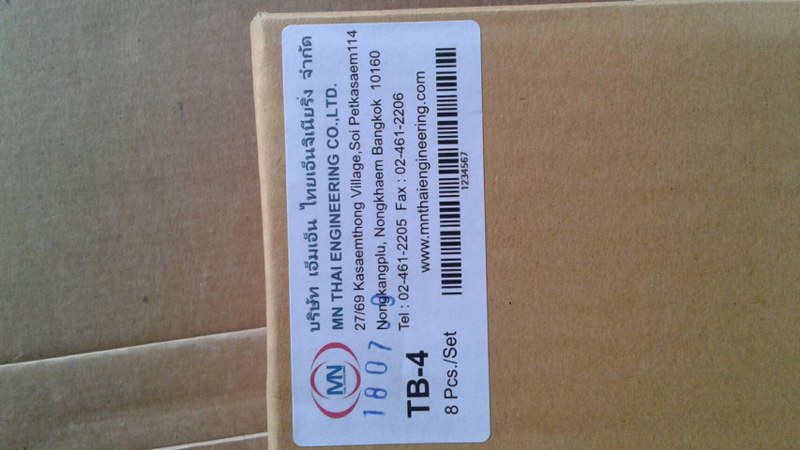 MN
บริษัท เอ็มเอ็น ไทยเอ็นจิเนียริ่ง จำกัด
MN THAI ENGINEERING CO.,LTD.
27/69 Kasaemthong Village,Soi Petkasaem114
Nongkangplu, Nongkhaem Bangkok 10160
1807 9
Tel : 02-461-2205 Fax : 02-461-2206
TB-4
www.mnthaiengineering.com
8 Pcs./Set
1234567